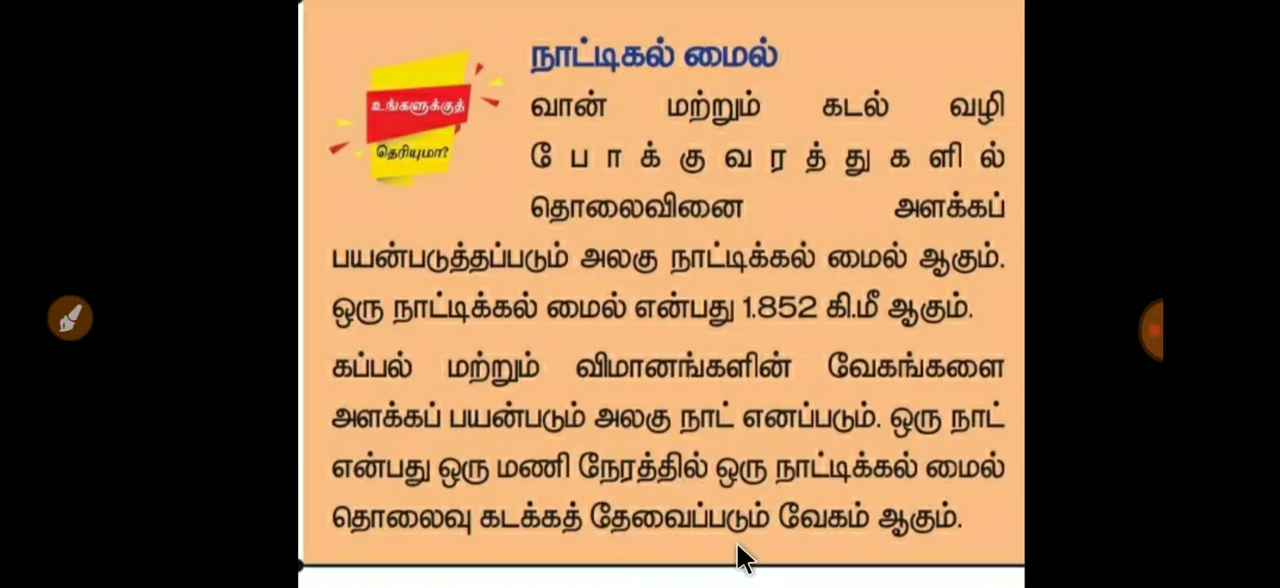 நாட்டிகல் மைல்
உங்களுக்குத்
தெரியுமா?
வான் மற்றும் கடல் வழி
போக்குவரத்துகளில்
தொலைவினை அளக்கப்
பயன்படுத்தப்படும் அலகு நாட்டிக்கல் மைல் ஆகும்.
ஒரு நாட்டிக்கல் மைல் என்பது 1.852 கி.மீ ஆகும்.
கப்பல் மற்றும் விமானங்களின் வேகங்களை
அளக்கப் பயன்படும் அலகு நாட் எனப்படும். ஒரு நாட்
என்பது ஒரு மணி நேரத்தில் ஒரு நாட்டிக்கல் மைல்
தொலைவு கடக்கத் தேவைப்படும் வேகம் ஆகும்.